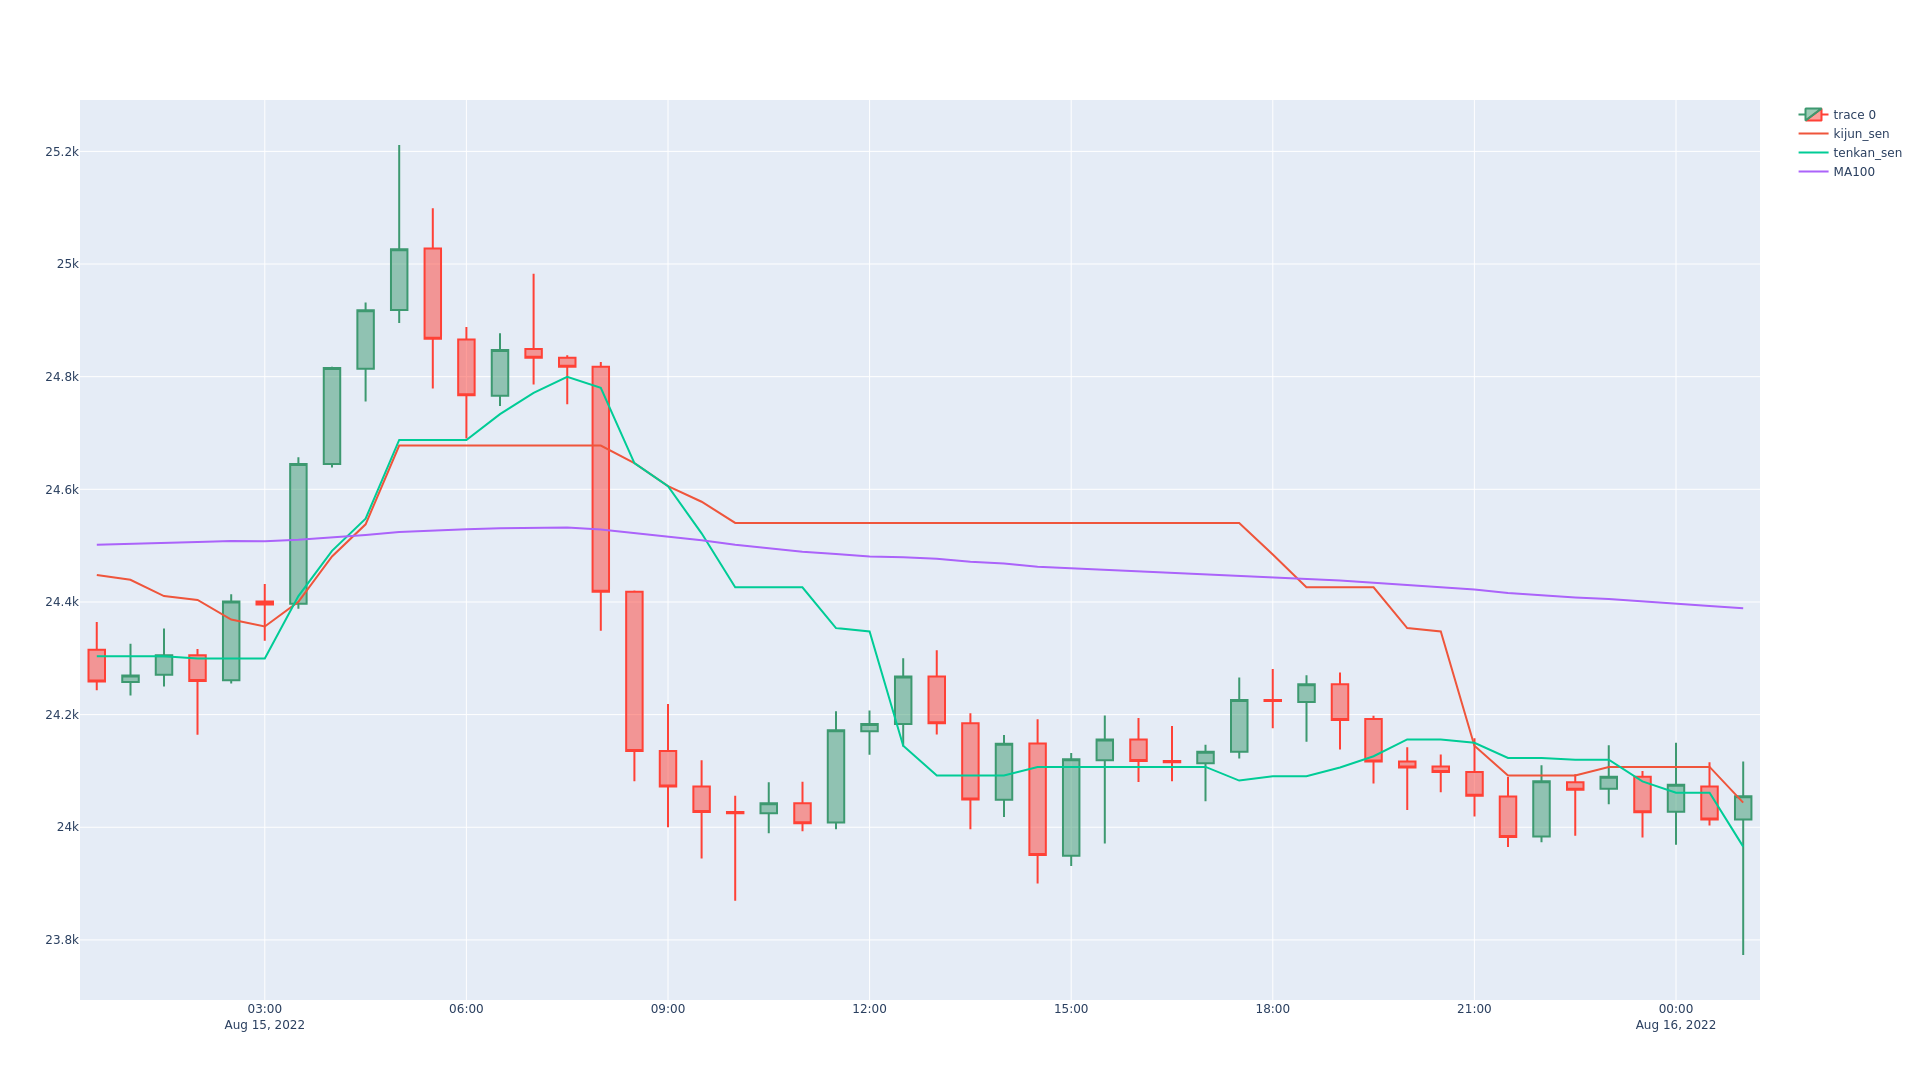 trace 0
kijun_sen
tenkan_sen
MA100
25.2k
25k
24.8k
24.6k
24.4k
24.2k
24k
23.8k
03:00 06:00 09:00 12:00 15:00 18:00 21:00 00:00
Aug 15, 2022 Aug 16, 2022